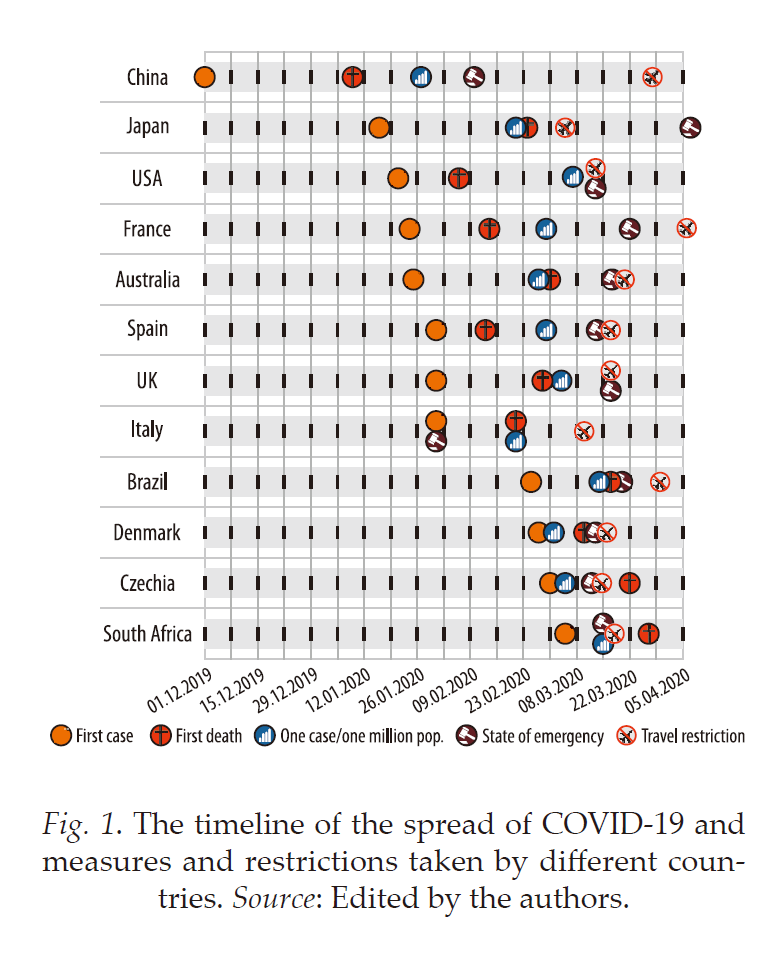 China
Japan
USA
France
Australia
Spain
UK
Italy
Brazil
Denmark
Czechia
South Africa
01.12.2019 15.12.2019 29.12.2019 12.01.2020 26.01.2020 09.02.2020 23.02.2020 08.03.2020 22.03.2020 05.04.2020
First case First death One case/one million pop. State of emergency Travel restriction
Fig. 1. The timeline of the spread of COVID-19 and
measures and restrictions taken by different coun-
tries. Source: Edited by the authors.